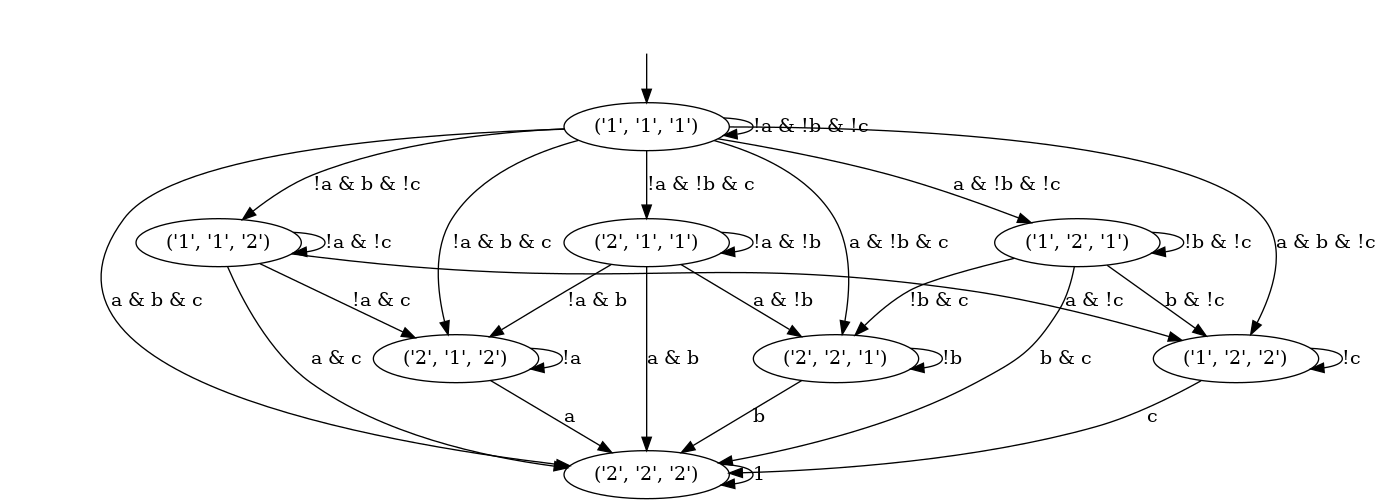 ('1', '1', '1')
!a & !b & !c
!a & b & !c
!a & !b & c
a & !b & !c
('1', '1', '2')
!a & !c
!a & b & c
('2', '1', '1')
!a & !b
a & !b & c
('1', '2', '1')
!b & !c
a & b & !c
a & b & c
!a & c
!a & b
a & !b
!b & c
a & !c
b & !c
a & c
('2', '1', '2')
!a
a & b
('2', '2', '1')
!b
b & c
('1', '2', '2')
!c
a
b
c
('2', '2', '2')
1